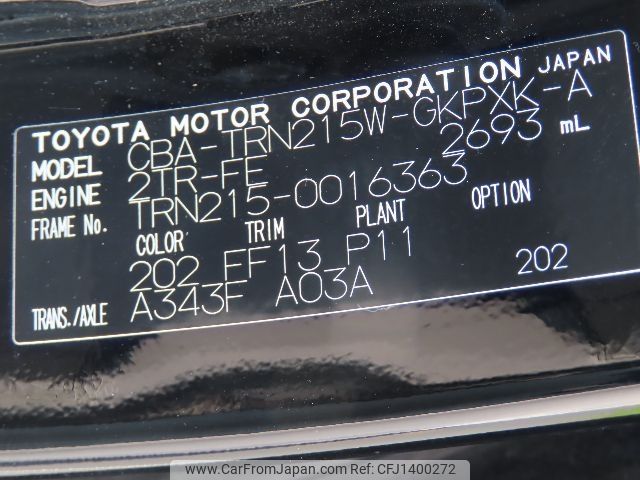 TOYOTA MOTOR CORPORATION JAPAN
MODEL CBA-TRN215W-GKPXK-A
ENGINE 2TR-FE 2693 mL
FRAME No. TRN215-0016363
COLOR TRIM PLANT OPTION
202 FF13 P11
TRANS./AXLE A343F A03A 202
www.CarFromJapan.com Ref No. CFJ1400272